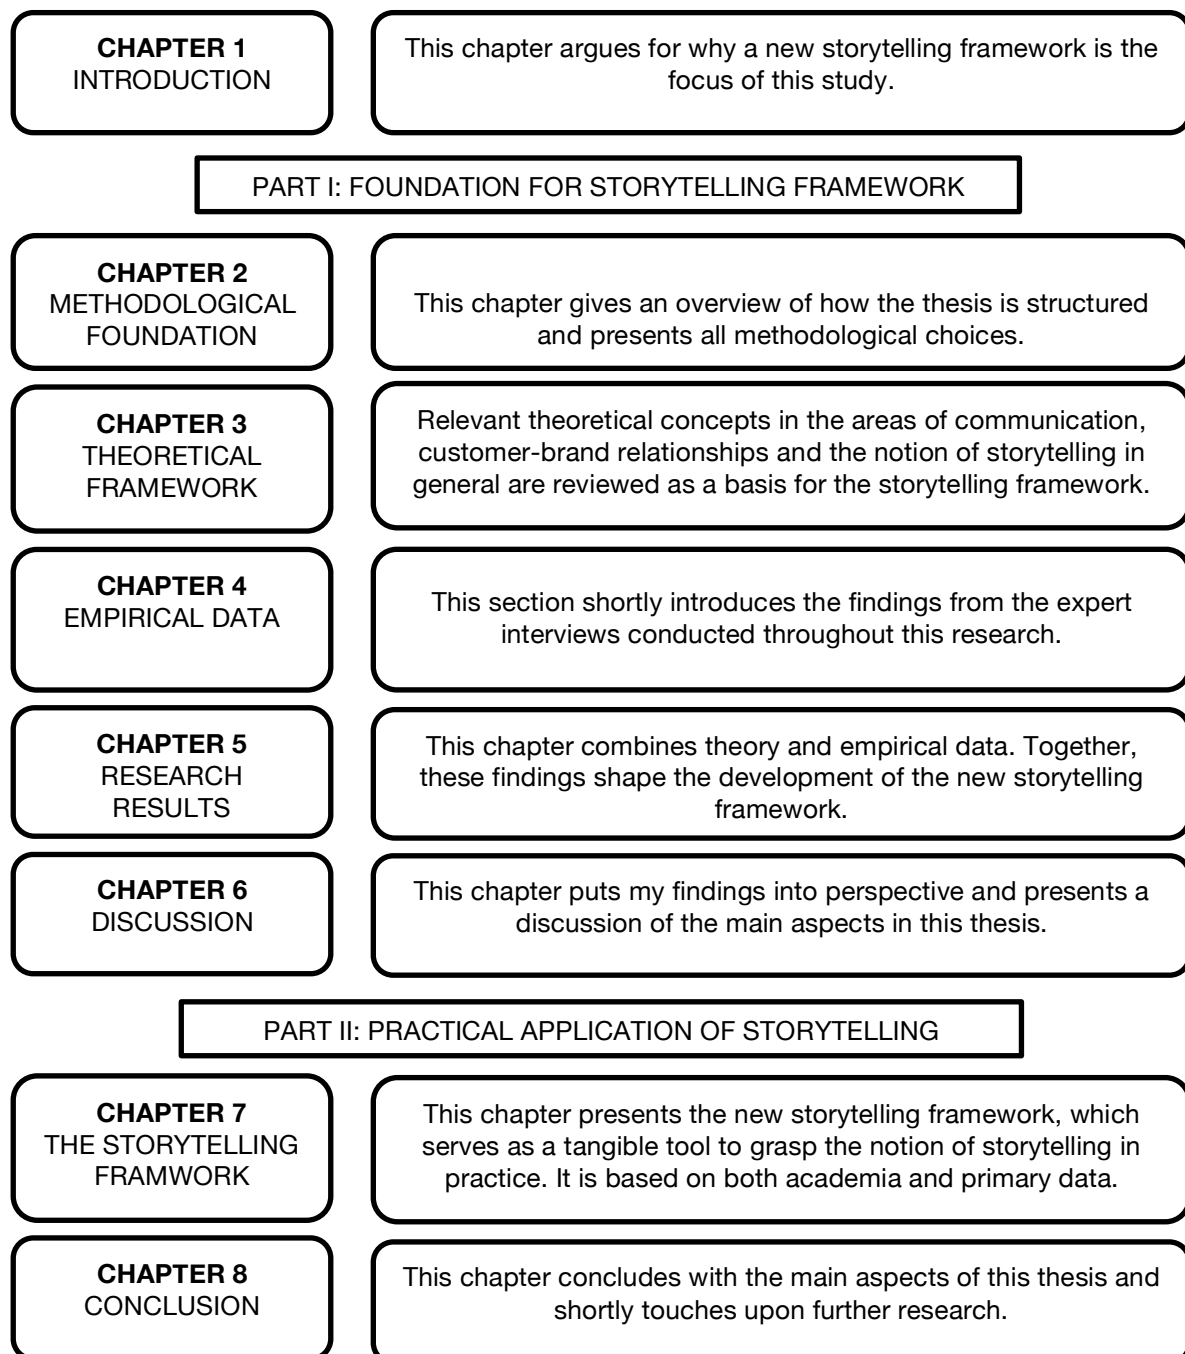 CHAPTER 1
INTRODUCTION
This chapter argues for why a new storytelling framework is the
focus of this study.
PART I: FOUNDATION FOR STORYTELLING FRAMEWORK
CHAPTER 2
METHODOLOGICAL
FOUNDATION
This chapter gives an overview of how the thesis is structured
and presents all methodological choices.
CHAPTER 3
THEORETICAL
FRAMEWORK
Relevant theoretical concepts in the areas of communication,
customer-brand relationships and the notion of storytelling in
general are reviewed as a basis for the storytelling framework.
CHAPTER 4
EMPIRICAL DATA
This section shortly introduces the findings from the expert
interviews conducted throughout this research.
CHAPTER 5
RESEARCH
RESULTS
This chapter combines theory and empirical data. Together,
these findings shape the development of the new storytelling
framework.
CHAPTER 6
DISCUSSION
This chapter puts my findings into perspective and presents a
discussion of the main aspects in this thesis.
PART II: PRACTICAL APPLICATION OF STORYTELLING
CHAPTER 7
THE STORYTELLING
FRAMWORK
This chapter presents the new storytelling framework, which
serves as a tangible tool to grasp the notion of storytelling in
practice. It is based on both academia and primary data.
CHAPTER 8
CONCLUSION
This chapter concludes with the main aspects of this thesis and
shortly touches upon further research.